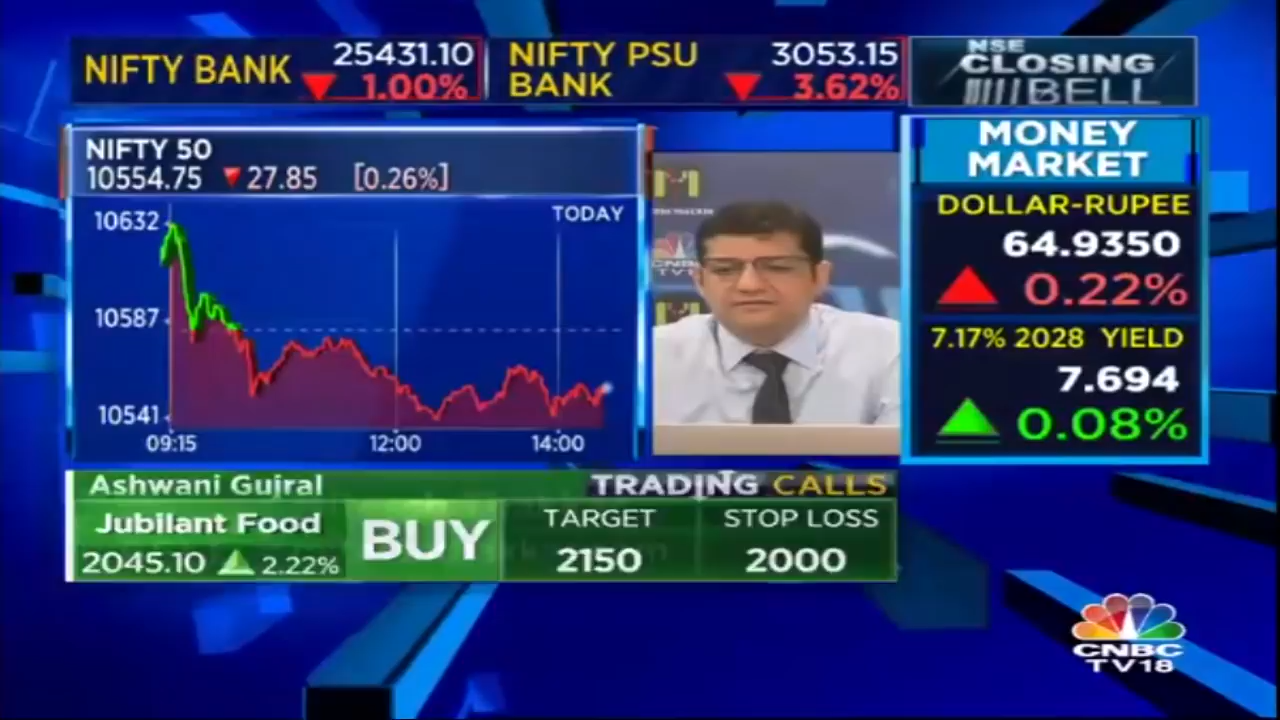 NIFTY BANK
25431.10
▼ 1.00%
NIFTY PSU
BANK
3053.15
▼ 3.62%
NSE
CLOSING
BELL
NIFTY 50
10554.75 ▼ 27.85 [0.26%]
TODAY
10632
10587
10541
09:15 12:00 14:00
CNBC
TV18
MONEY
MARKET
DOLLAR-RUPEE
64.9350
▲ 0.22%
7.17% 2028 YIELD
7.694
▲ 0.08%
Ashwani Gujral
TRADING CALLS
Jubilant Food
2045.10 ▲ 2.22%
BUY
TARGET
2150
STOP LOSS
2000
CNBC
TV18